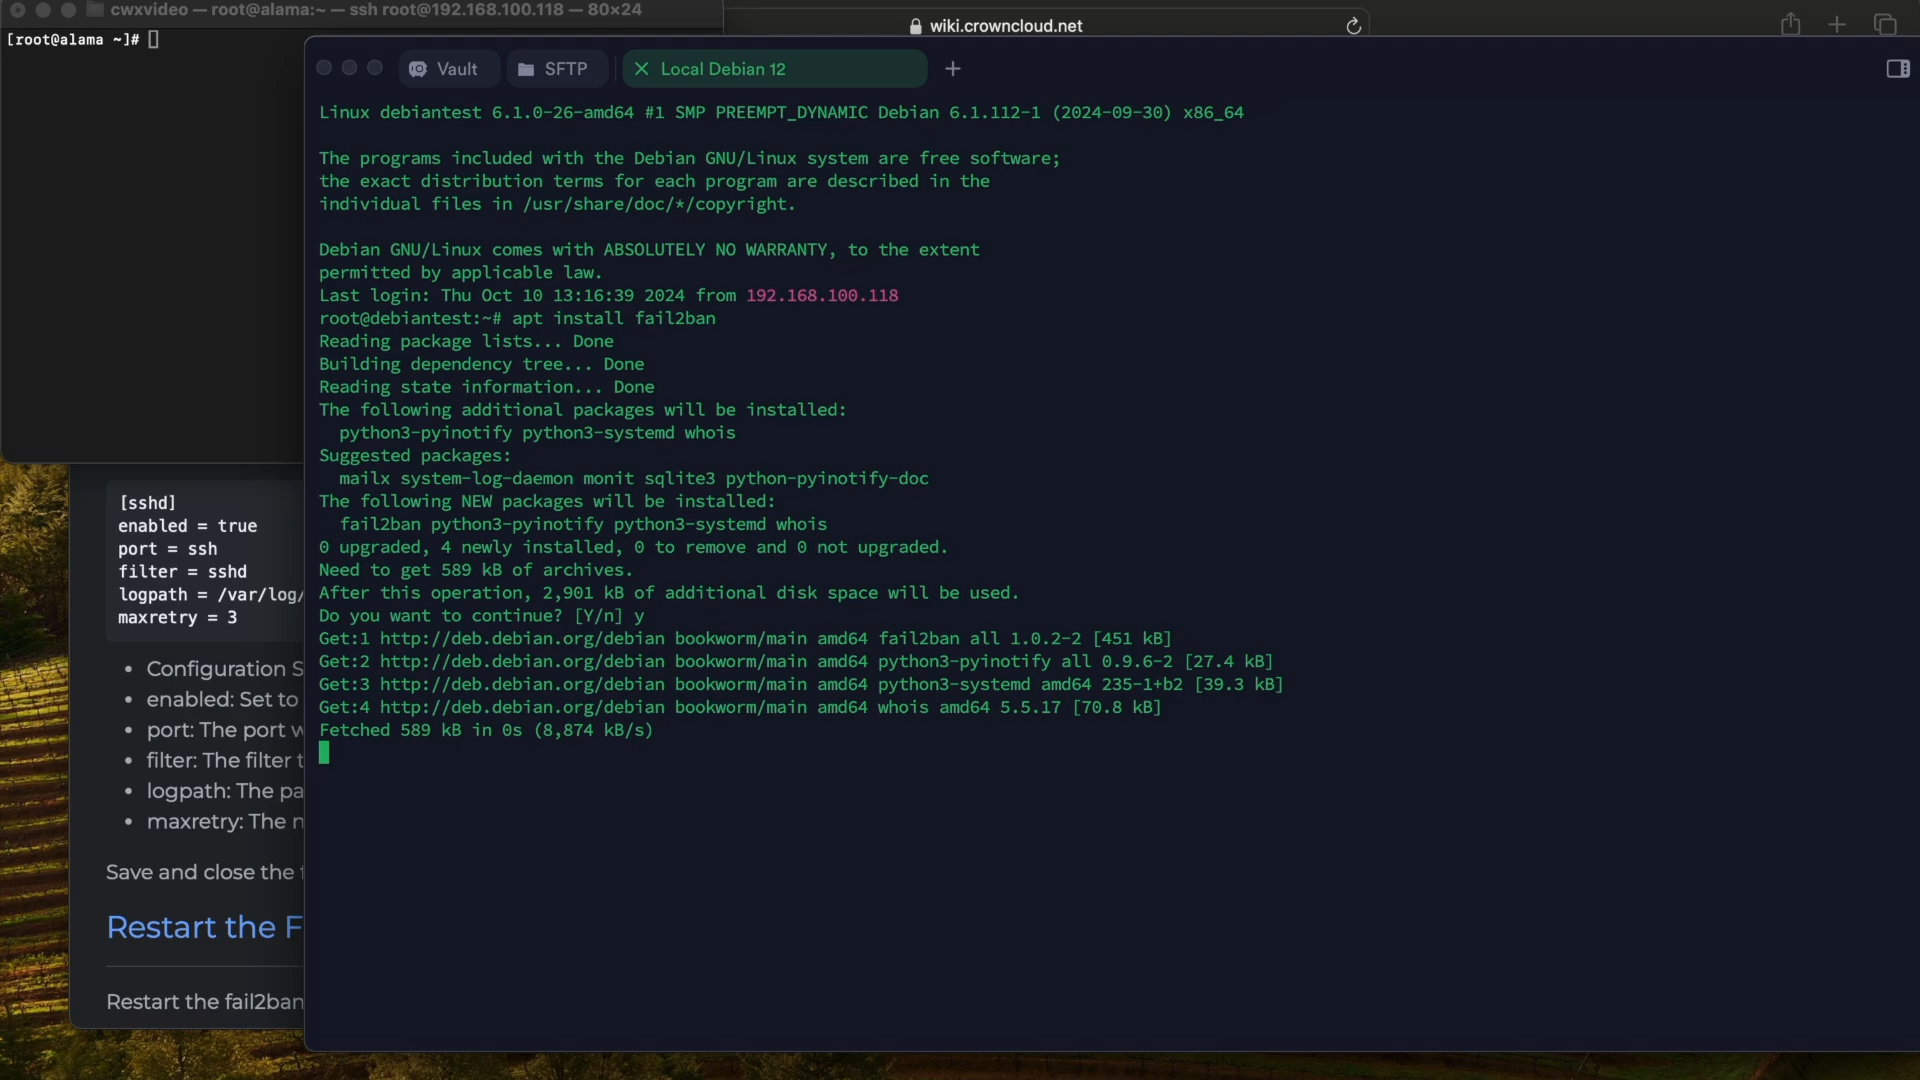 cwxvideo — root@alama:~ — ssh root@192.168.100.118 — 80×24
[root@alama ~]#
wiki.crowncloud.net
Vault
SFTP
Local Debian 12
Linux debiantest 6.1.0-26-amd64 #1 SMP PREEMPT_DYNAMIC Debian 6.1.112-1 (2024-09-30) x86_64
The programs included with the Debian GNU/Linux system are free software;
the exact distribution terms for each program are described in the
individual files in /usr/share/doc/*/copyright.
Debian GNU/Linux comes with ABSOLUTELY NO WARRANTY, to the extent
permitted by applicable law.
Last login: Thu Oct 10 13:16:39 2024 from 192.168.100.118
root@debiantest:~# apt install fail2ban
Reading package lists... Done
Building dependency tree... Done
Reading state information... Done
The following additional packages will be installed:
python3-pyinotify python3-systemd whois
Suggested packages:
mailx system-log-daemon monit sqlite3 python-pyinotify-doc
The following NEW packages will be installed:
fail2ban python3-pyinotify python3-systemd whois
0 upgraded, 4 newly installed, 0 to remove and 0 not upgraded.
Need to get 589 kB of archives.
After this operation, 2,901 kB of additional disk space will be used.
Do you want to continue? [Y/n] y
Get:1 http://deb.debian.org/debian bookworm/main amd64 fail2ban all 1.0.2-2 [451 kB]
Get:2 http://deb.debian.org/debian bookworm/main amd64 python3-pyinotify all 0.9.6-2 [27.4 kB]
Get:3 http://deb.debian.org/debian bookworm/main amd64 python3-systemd amd64 235-1+b2 [39.3 kB]
Get:4 http://deb.debian.org/debian bookworm/main amd64 whois amd64 5.5.17 [70.8 kB]
Fetched 589 kB in 0s (8,874 kB/s)
[sshd]
enabled = true
port = ssh
filter = sshd
logpath = /var/log/
maxretry = 3
• Configuration S
• enabled: Set to
• port: The port w
• filter: The filter t
• logpath: The pa
• maxretry: The n
Save and close the f
Restart the F
Restart the fail2ban